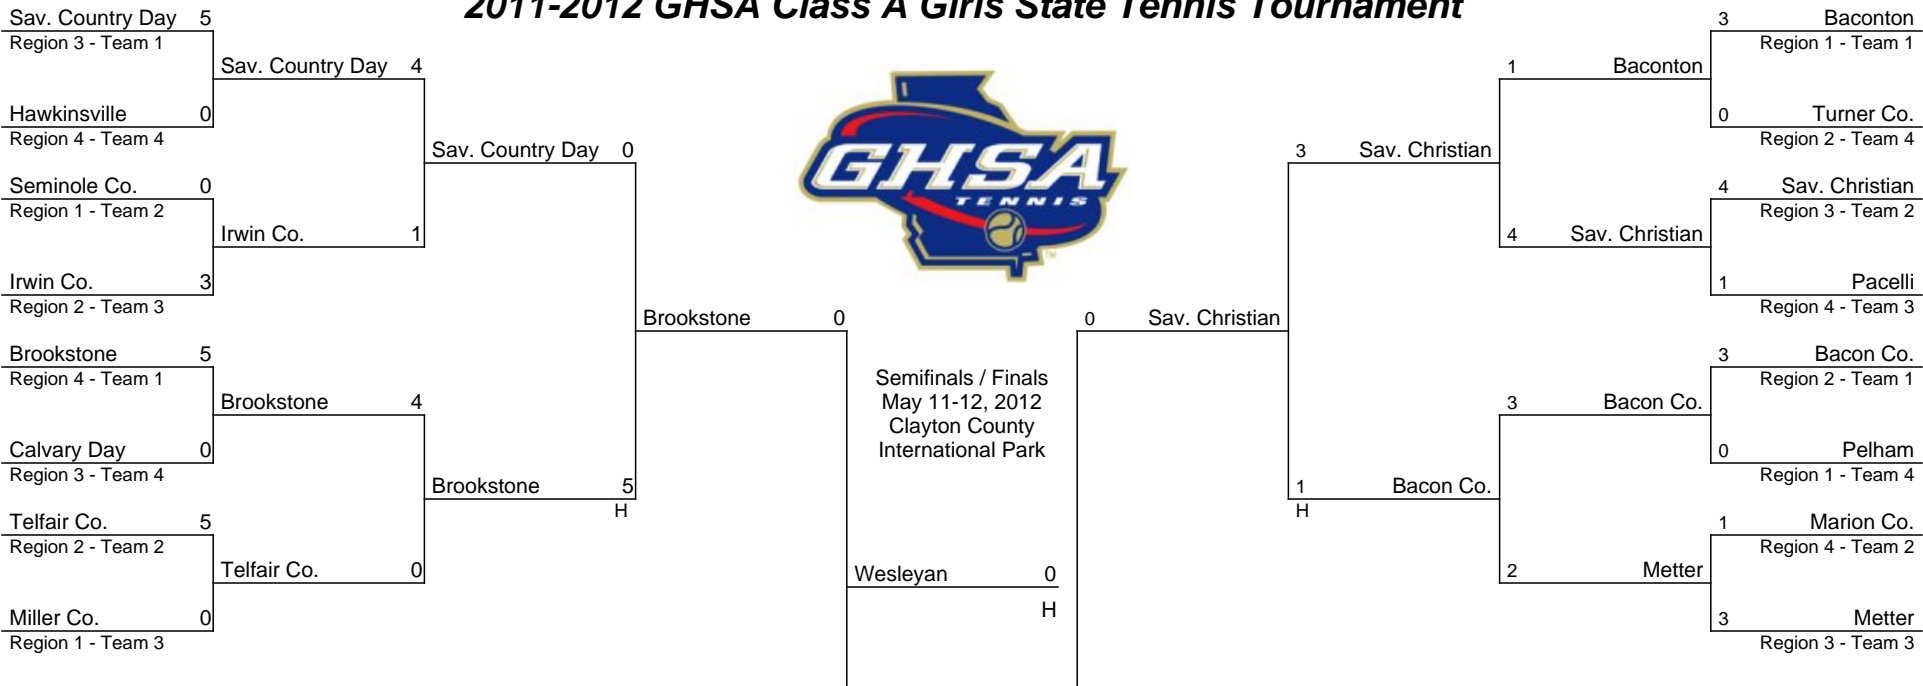 2011-2012 GHSA Class A Girls State Tennis Tournament
Sav. Country Day 5
Region 3 - Team 1
Hawkinsville 0
Region 4 - Team 4
Seminole Co. 0
Region 1 - Team 2
Irwin Co. 3
Region 2 - Team 3
Brookstone 5
Region 4 - Team 1
Calvary Day 0
Region 3 - Team 4
Telfair Co. 5
Region 2 - Team 2
Miller Co. 0
Region 1 - Team 3
Sav. Country Day 4
Irwin Co. 1
Brookstone 4
Telfair Co. 0
Sav. Country Day 0
Brookstone 5
H
Brookstone 0
GHSA
TENNIS
TM
Semifinals / Finals
May 11-12, 2012
Clayton County
International Park
Wesleyan 0
H
0 Sav. Christian
3 Sav. Christian
1 Bacon Co.
H
1 Baconton
4 Sav. Christian
3 Bacon Co.
2 Metter
3 Baconton
Region 1 - Team 1
0 Turner Co.
Region 2 - Team 4
4 Sav. Christian
Region 3 - Team 2
1 Pacelli
Region 4 - Team 3
3 Bacon Co.
Region 2 - Team 1
0 Pelham
Region 1 - Team 4
1 Marion Co.
Region 4 - Team 2
3 Metter
Region 3 - Team 3